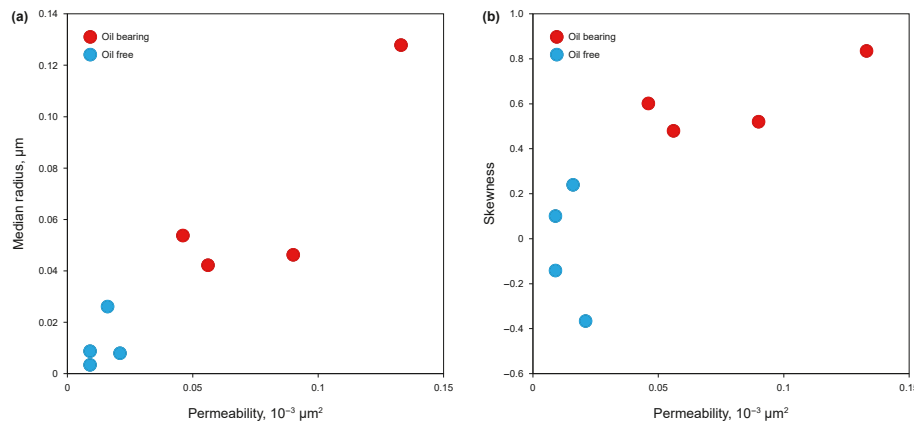 (a)
0.14
0.12
0.10
0.08
0.06
0.04
0.02
0
Median radius, μm
Oil bearing
Oil free
0
0.05
0.1
0.15
Permeability, 10⁻³ μm²
(b)
1.0
0.8
0.6
0.4
0.2
0
–0.2
–0.4
–0.6
Skewness
Oil bearing
Oil free
0
0.05
0.1
0.15
Permeability, 10⁻³ μm²